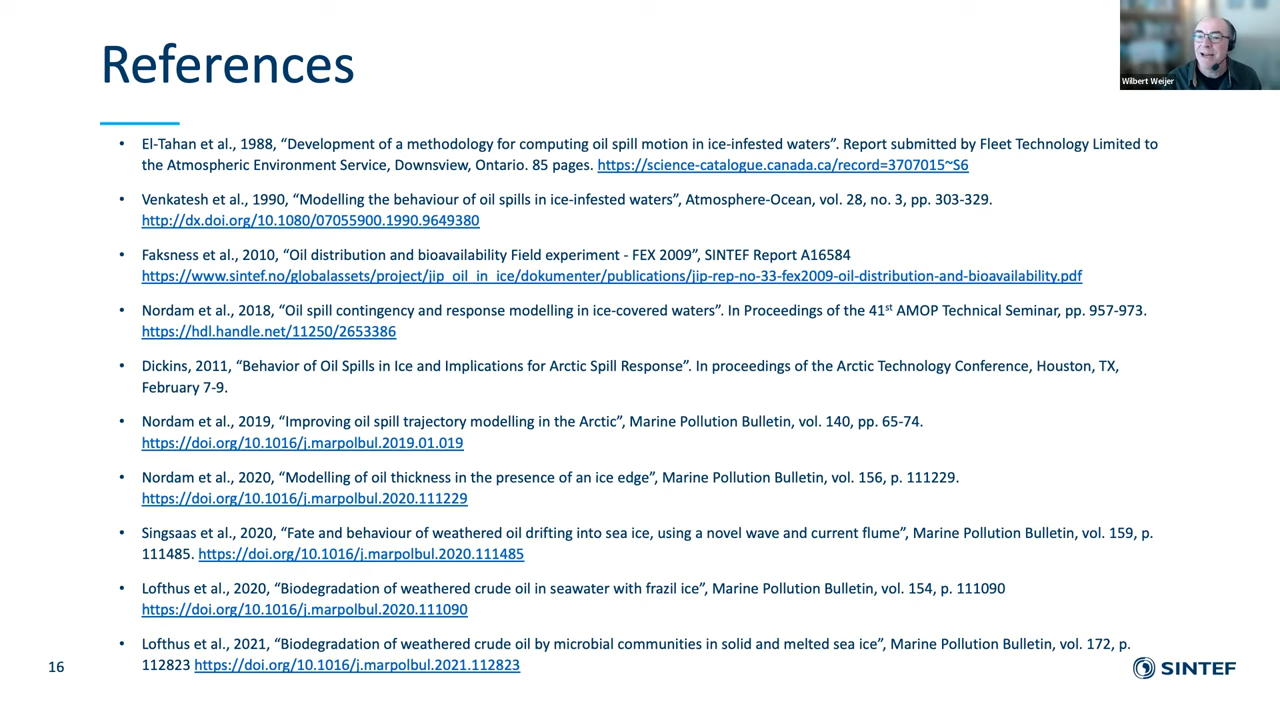 References
Wilbert Weijer
• El-Tahan et al., 1988, “Development of a methodology for computing oil spill motion in ice-infested waters”. Report submitted by Fleet Technology Limited to
the Atmospheric Environment Service, Downsview, Ontario. 85 pages. https://science-catalogue.canada.ca/record=3707015~S6
• Venkatesh et al., 1990, “Modelling the behaviour of oil spills in ice-infested waters”, Atmosphere-Ocean, vol. 28, no. 3, pp. 303-329.
http://dx.doi.org/10.1080/07055900.1990.9649380
• Faksness et al., 2010, “Oil distribution and bioavailability Field experiment - FEX 2009”, SINTEF Report A16584
https://www.sintef.no/globalassets/project/jip_oil_in_ice/dokumenter/publications/jip-rep-no-33-fex2009-oil-distribution-and-bioavailability.pdf
• Nordam et al., 2018, “Oil spill contingency and response modelling in ice-covered waters”. In Proceedings of the 41st AMOP Technical Seminar, pp. 957-973.
https://hdl.handle.net/11250/2653386
• Dickins, 2011, “Behavior of Oil Spills in Ice and Implications for Arctic Spill Response”. In proceedings of the Arctic Technology Conference, Houston, TX,
February 7-9.
• Nordam et al., 2019, “Improving oil spill trajectory modelling in the Arctic”, Marine Pollution Bulletin, vol. 140, pp. 65-74.
https://doi.org/10.1016/j.marpolbul.2019.01.019
• Nordam et al., 2020, “Modelling of oil thickness in the presence of an ice edge”, Marine Pollution Bulletin, vol. 156, p. 111229.
https://doi.org/10.1016/j.marpolbul.2020.111229
• Singsaas et al., 2020, “Fate and behaviour of weathered oil drifting into sea ice, using a novel wave and current flume”, Marine Pollution Bulletin, vol. 159, p.
111485. https://doi.org/10.1016/j.marpolbul.2020.111485
• Lofthus et al., 2020, “Biodegradation of weathered crude oil in seawater with frazil ice”, Marine Pollution Bulletin, vol. 154, p. 111090
https://doi.org/10.1016/j.marpolbul.2020.111090
• Lofthus et al., 2021, “Biodegradation of weathered crude oil by microbial communities in solid and melted sea ice”, Marine Pollution Bulletin, vol. 172, p.
112823 https://doi.org/10.1016/j.marpolbul.2021.112823
16
SINTEF